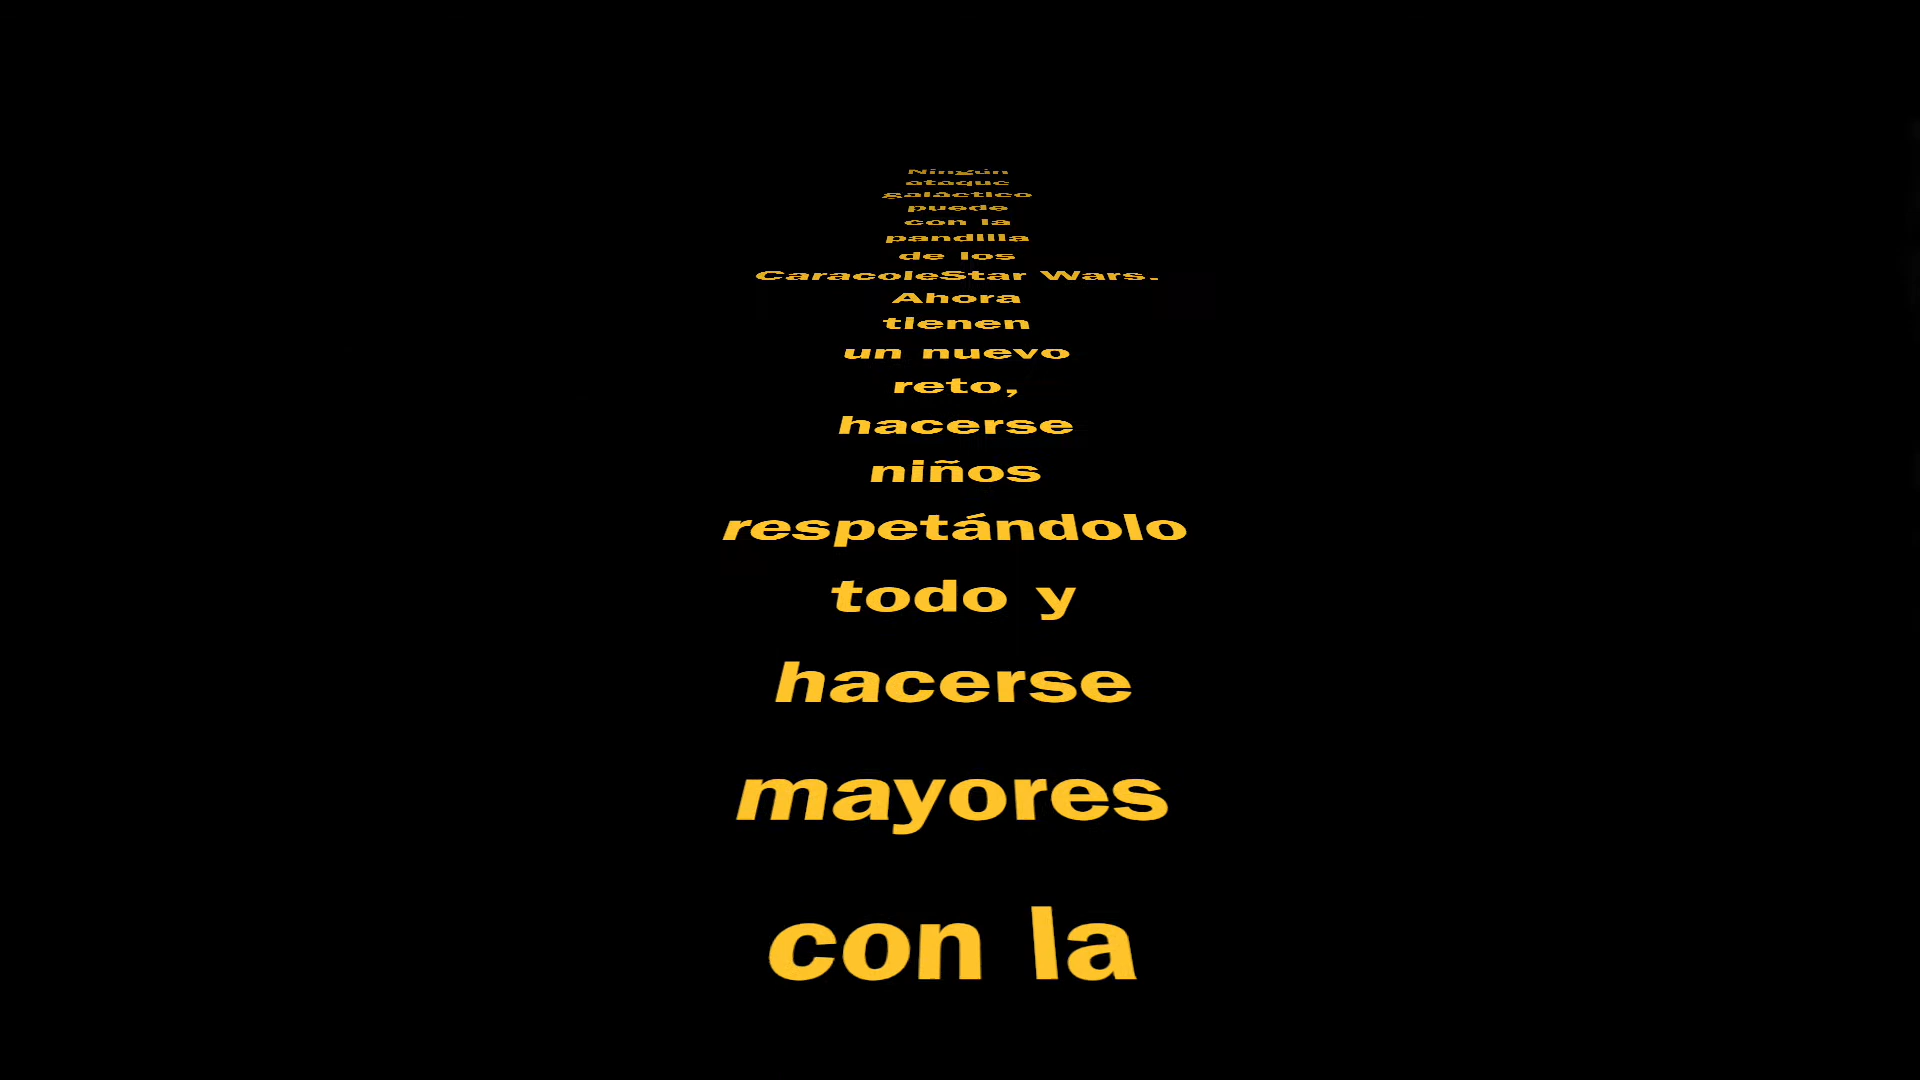 Ningún
ataque
galáctico
puede
con la
pandilla
de los
CaracoleStar Wars.
Ahora
tienen
un nuevo
reto,
hacerse
niños
respetándolo
todo y
hacerse
mayores
con la